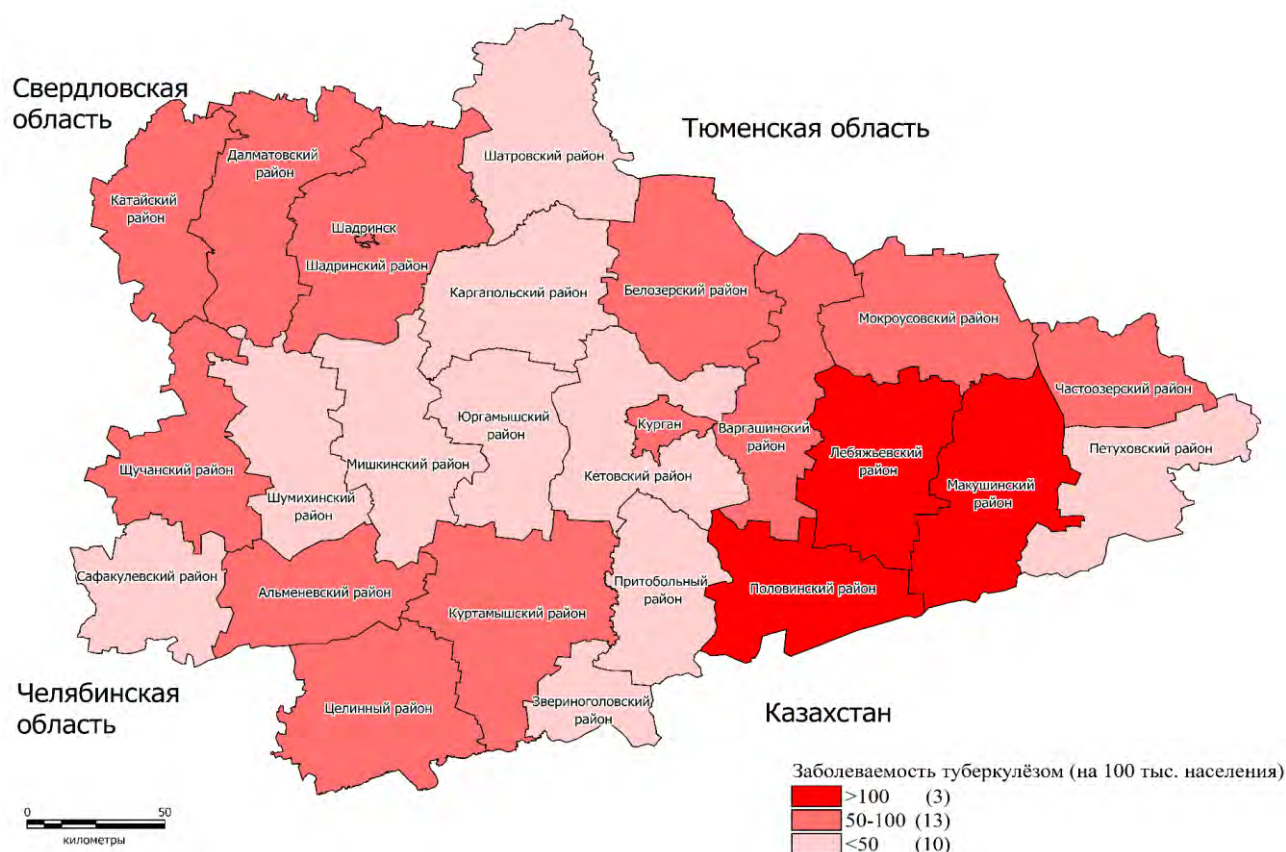 Свердловская
область
Тюменская область
Шатровский район
Далматовский
район
Катайский
район
Шадринск
Шадринский район
Каргапольский район
Белозерский район
Мокроусовский район
Частоозерский район
Юргамышский
район
Курган
Варгашинский
район
Лебяжьевский
район
Петуховский район
Щучанский район
Мишкинский район
Кетовский район
Макушинский
район
Шумихинский
район
Сафакулевский район
Альменевский район
Куртамышский район
Притобольный
район
Половинский район
Целинный район
Звериноголовский
район
Челябинская
область
Казахстан
Заболеваемость туберкулёзом (на 100 тыс. населения)
>100 (3)
50-100 (13)
<50 (10)
0 50
километры